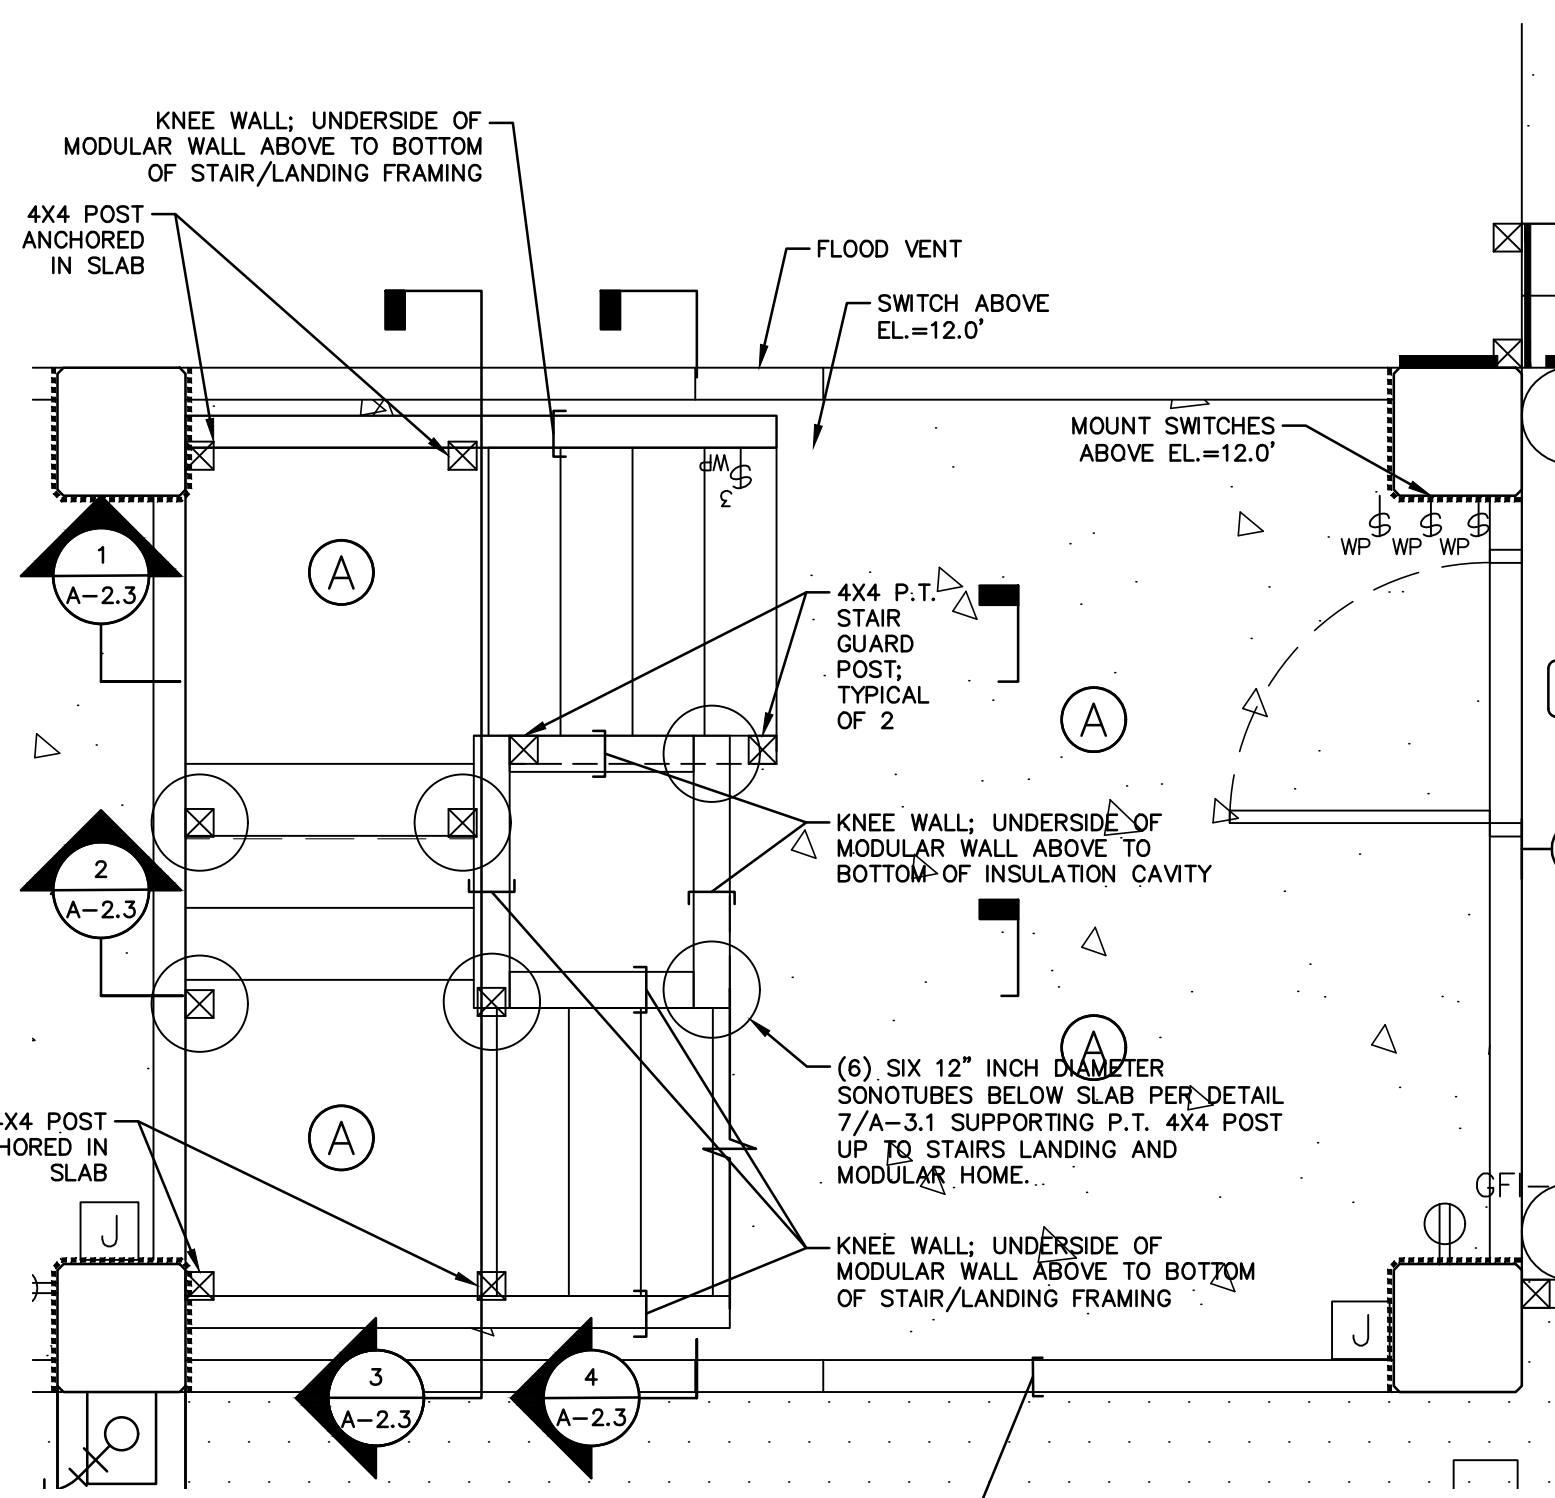 KNEE WALL; UNDERSIDE OF
MODULAR WALL ABOVE TO BOTTOM
OF STAIR/LANDING FRAMING
4X4 POST
ANCHORED
IN SLAB
FLOOD VENT
SWITCH ABOVE
EL.=12.0'
MOUNT SWITCHES
ABOVE EL.=12.0'
WP
3
WP
WP
WP
1
A-2.3
A
4X4 P.T.
STAIR
GUARD
POST;
TYPICAL
OF 2
A
KNEE WALL; UNDERSIDE OF
MODULAR WALL ABOVE TO
BOTTOM OF INSULATION CAVITY
2
A-2.3
A
(6) SIX 12" INCH DIAMETER
SONOTUBES BELOW SLAB PER DETAIL
7/A-3.1 SUPPORTING P.T. 4X4 POST
UP TO STAIRS LANDING AND
MODULAR HOME.
4X4 POST
HORED IN
SLAB
A
GFI
J
KNEE WALL; UNDERSIDE OF
MODULAR WALL ABOVE TO BOTTOM
OF STAIR/LANDING FRAMING
J
3
A-2.3
4
A-2.3